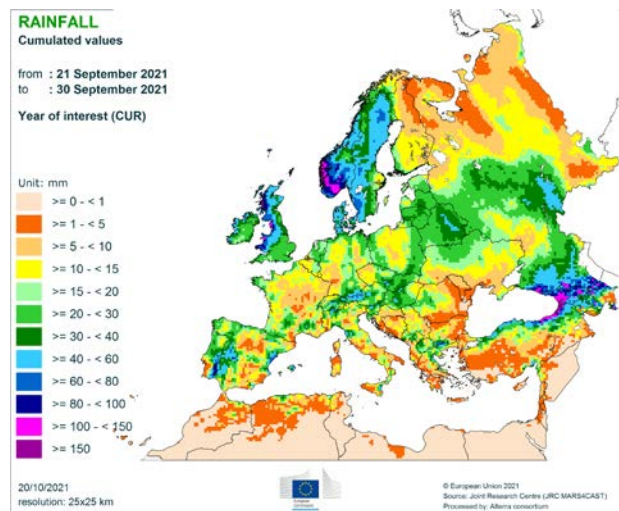 RAINFALL
Cumulated values
from : 21 September 2021
to : 30 September 2021
Year of interest (CUR)
Unit: mm
>= 0 - < 1
>= 1 - < 5
>= 5 - < 10
>= 10 - < 15
>= 15 - < 20
>= 20 - < 30
>= 30 - < 40
>= 40 - < 60
>= 60 - < 80
>= 80 - < 100
>= 100 - < 150
>= 150
20/10/2021
resolution: 25x25 km
European
Commission
© European Union 2021
Source: Joint Research Centre (JRC MARS4CAST)
Processed by: Alterra consortium